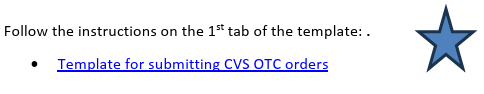 Follow the instructions on the 1st tab of the template: .
• Template for submitting CVS OTC orders